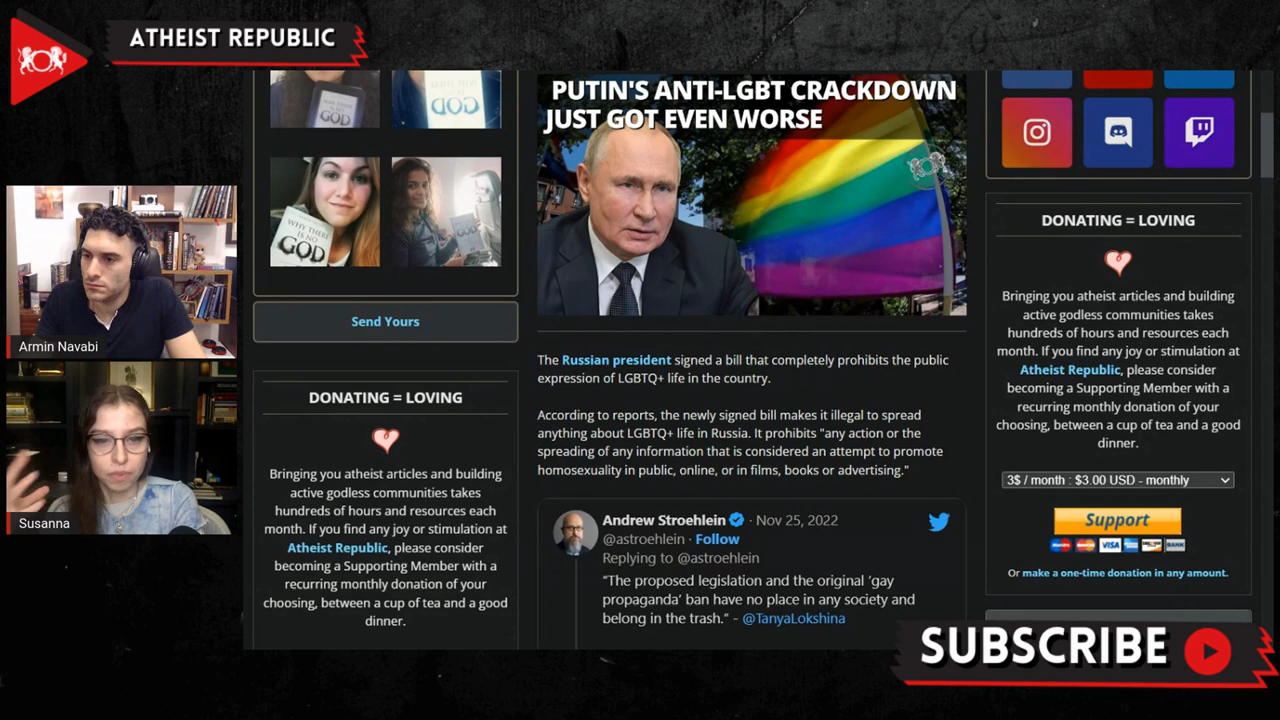 ATHEIST REPUBLIC
GOD
GOD
WHY THERE
IS NO
GOD
Send Yours
DONATING = LOVING
Bringing you atheist articles and building
active godless communities takes
hundreds of hours and resources each
month. If you find any joy or stimulation at
Atheist Republic, please consider
becoming a Supporting Member with a
recurring monthly donation of your
choosing, between a cup of tea and a good
dinner.
PUTIN'S ANTI-LGBT CRACKDOWN
JUST GOT EVEN WORSE
The Russian president signed a bill that completely prohibits the public
expression of LGBTQ+ life in the country.
According to reports, the newly signed bill makes it illegal to spread
anything about LGBTQ+ life in Russia. It prohibits "any action or the
spreading of any information that is considered an attempt to promote
homosexuality in public, online, or in films, books or advertising."
Andrew Stroehlein · Nov 25, 2022
@astroehlein · Follow
Replying to @astroehlein
“The proposed legislation and the original ‘gay
propaganda’ ban have no place in any society and
belong in the trash.” - @TanyaLokshina
DONATING = LOVING
Bringing you atheist articles and building
active godless communities takes
hundreds of hours and resources each
month. If you find any joy or stimulation at
Atheist Republic, please consider
becoming a Supporting Member with a
recurring monthly donation of your
choosing, between a cup of tea and a good
dinner.
3$ / month : $3.00 USD - monthly
Support
VISA
BANK
Or make a one-time donation in any amount.
Armin Navabi
Susanna
SUBSCRIBE